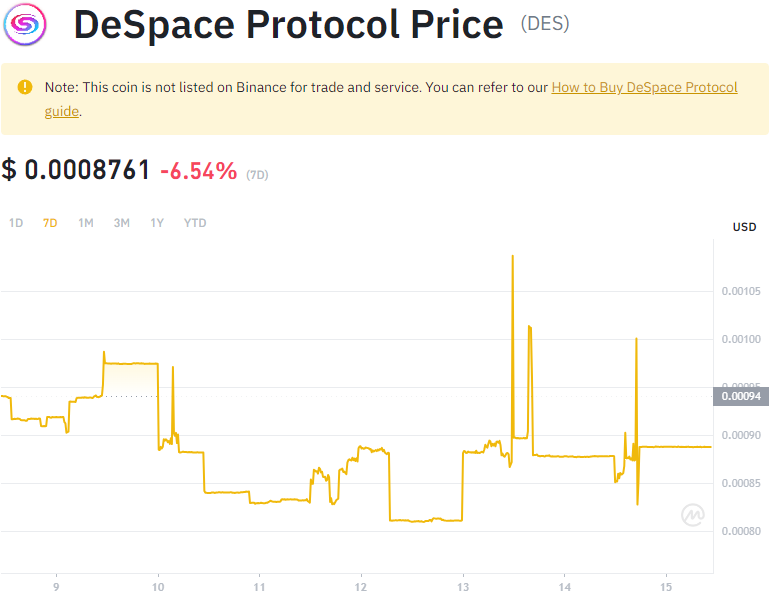 DeSpace Protocol Price (DES)
Note: This coin is not listed on Binance for trade and service. You can refer to our How to Buy DeSpace Protocol
guide.
$ 0.0008761 -6.54% (7D)
1D 7D 1M 3M 1Y YTD
USD
0.00105
0.00100
0.00095
0.00094
0.00090
0.00085
0.00080
9 10 11 12 13 14 15